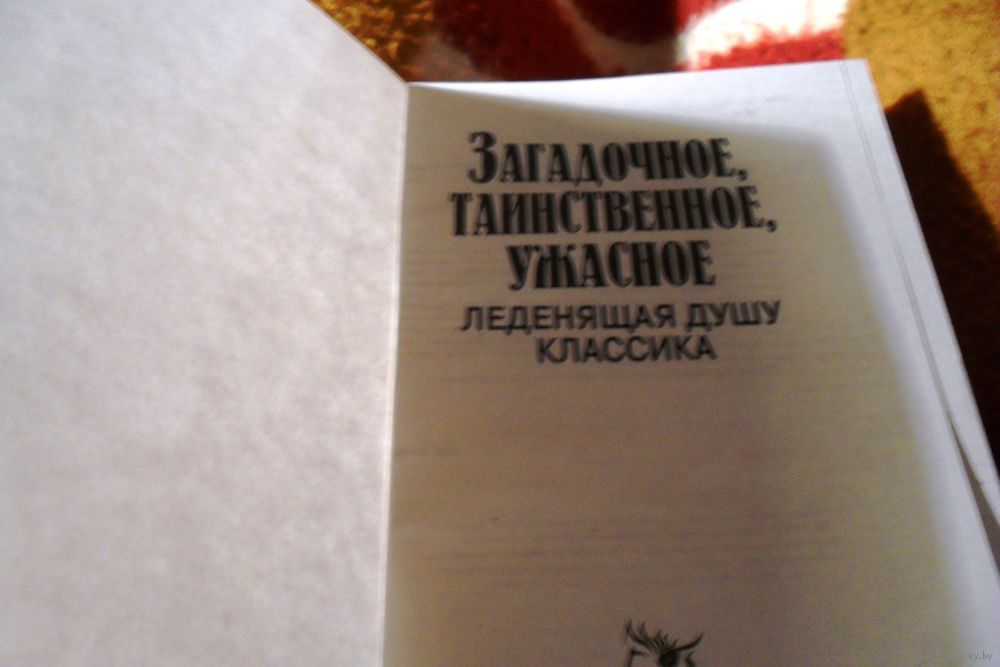 ЗАГАДОЧНОЕ,
ТАИНСТВЕННОЕ,
УЖАСНОЕ
ЛЕДЕНЯЩАЯ ДУШУ
КЛАССИКА